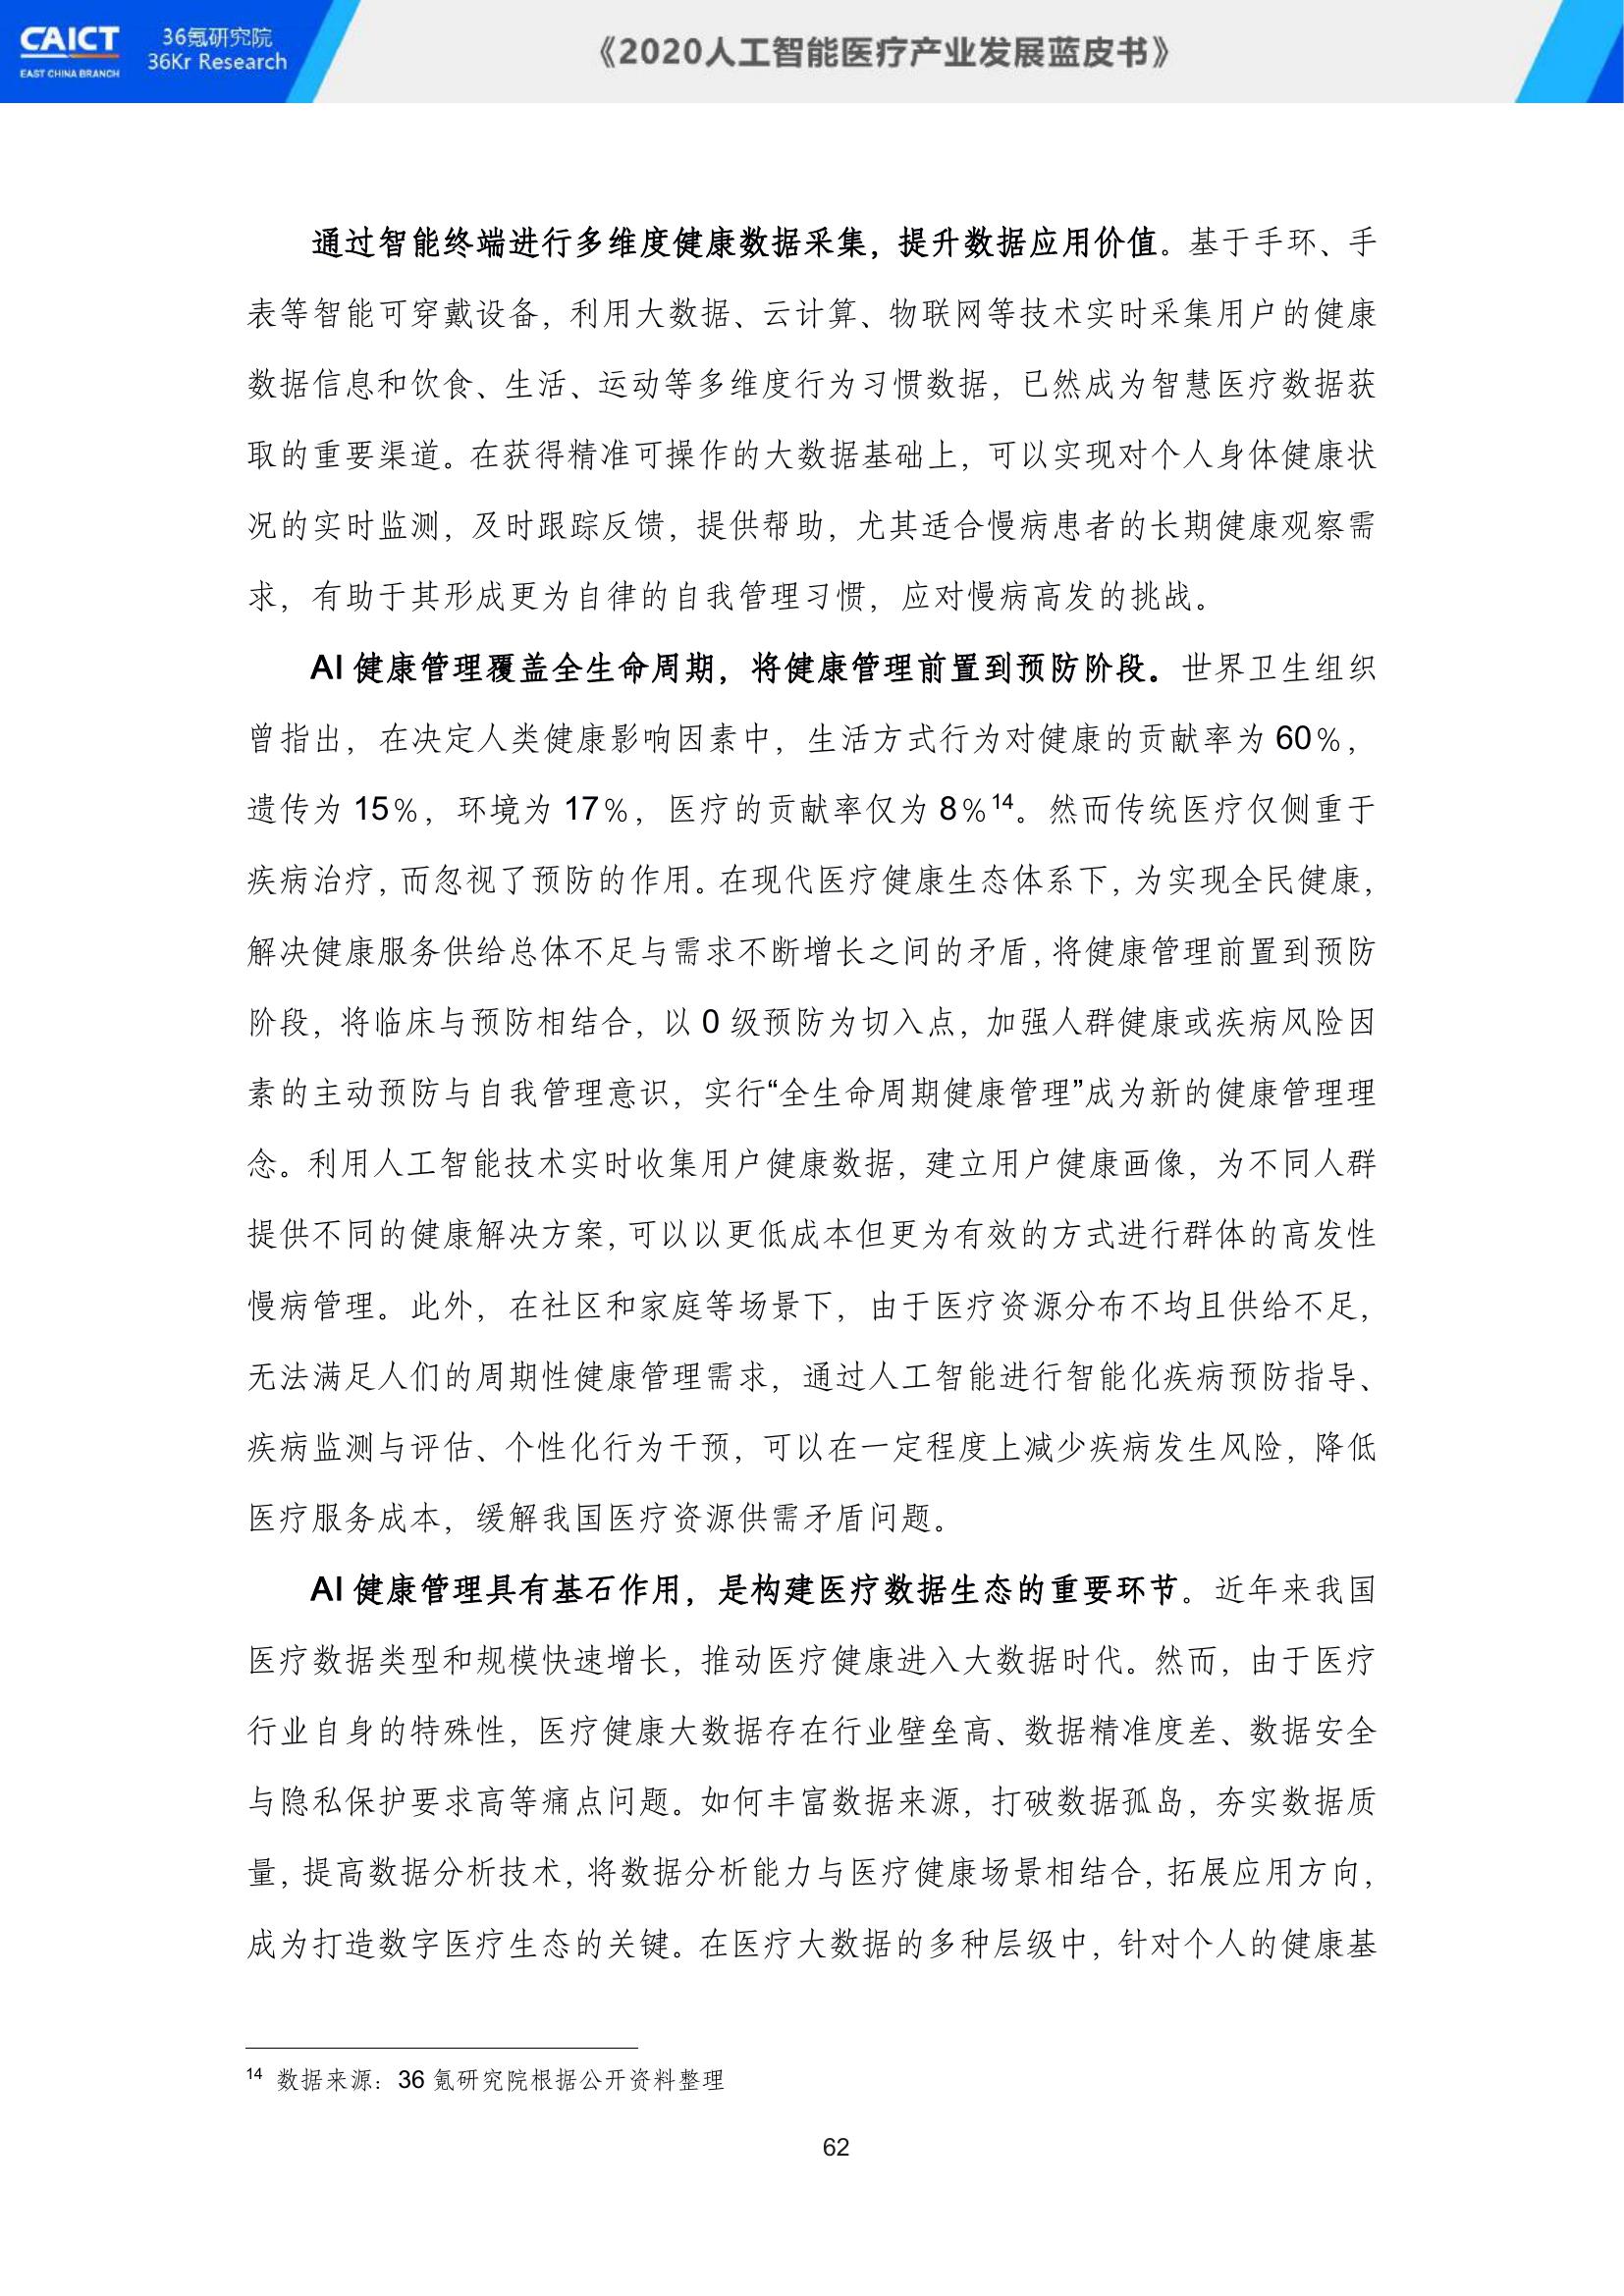 CAICT
EAST CHINA BRANCH
36氪研究院
36Kr Research
《2020人工智能医疗产业发展蓝皮书》
通过智能终端进行多维度健康数据采集，提升数据应用价值。基于手环、手
表等智能可穿戴设备，利用大数据、云计算、物联网等技术实时采集用户的健康
数据信息和饮食、生活、运动等多维度行为习惯数据，已然成为智慧医疗数据获
取的重要渠道。在获得精准可操作的大数据基础上，可以实现对个人身体健康状
况的实时监测，及时跟踪反馈，提供帮助，尤其适合慢病患者的长期健康观察需
求，有助于其形成更为自律的自我管理习惯，应对慢病高发的挑战。
AI 健康管理覆盖全生命周期，将健康管理前置到预防阶段。世界卫生组织
曾指出，在决定人类健康影响因素中，生活方式行为对健康的贡献率为 60%，
遗传为 15%，环境为 17%，医疗的贡献率仅为 8%14。然而传统医疗仅侧重于
疾病治疗，而忽视了预防的作用。在现代医疗健康生态体系下，为实现全民健康，
解决健康服务供给总体不足与需求不断增长之间的矛盾，将健康管理前置到预防
阶段，将临床与预防相结合，以 0 级预防为切入点，加强人群健康或疾病风险因
素的主动预防与自我管理意识，实行“全生命周期健康管理”成为新的健康管理理
念。利用人工智能技术实时收集用户健康数据，建立用户健康画像，为不同人群
提供不同的健康解决方案，可以以更低成本但更为有效的方式进行群体的高发性
慢病管理。此外，在社区和家庭等场景下，由于医疗资源分布不均且供给不足，
无法满足人们的周期性健康管理需求，通过人工智能进行智能化疾病预防指导、
疾病监测与评估、个性化行为干预，可以在一定程度上减少疾病发生风险，降低
医疗服务成本，缓解我国医疗资源供需矛盾问题。
AI 健康管理具有基石作用，是构建医疗数据生态的重要环节。近年来我国
医疗数据类型和规模快速增长，推动医疗健康进入大数据时代。然而，由于医疗
行业自身的特殊性，医疗健康大数据存在行业壁垒高、数据精准度差、数据安全
与隐私保护要求高等痛点问题。如何丰富数据来源，打破数据孤岛，夯实数据质
量，提高数据分析技术，将数据分析能力与医疗健康场景相结合，拓展应用方向，
成为打造数字医疗生态的关键。在医疗大数据的多种层级中，针对个人的健康基
14 数据来源：36 氪研究院根据公开资料整理
62